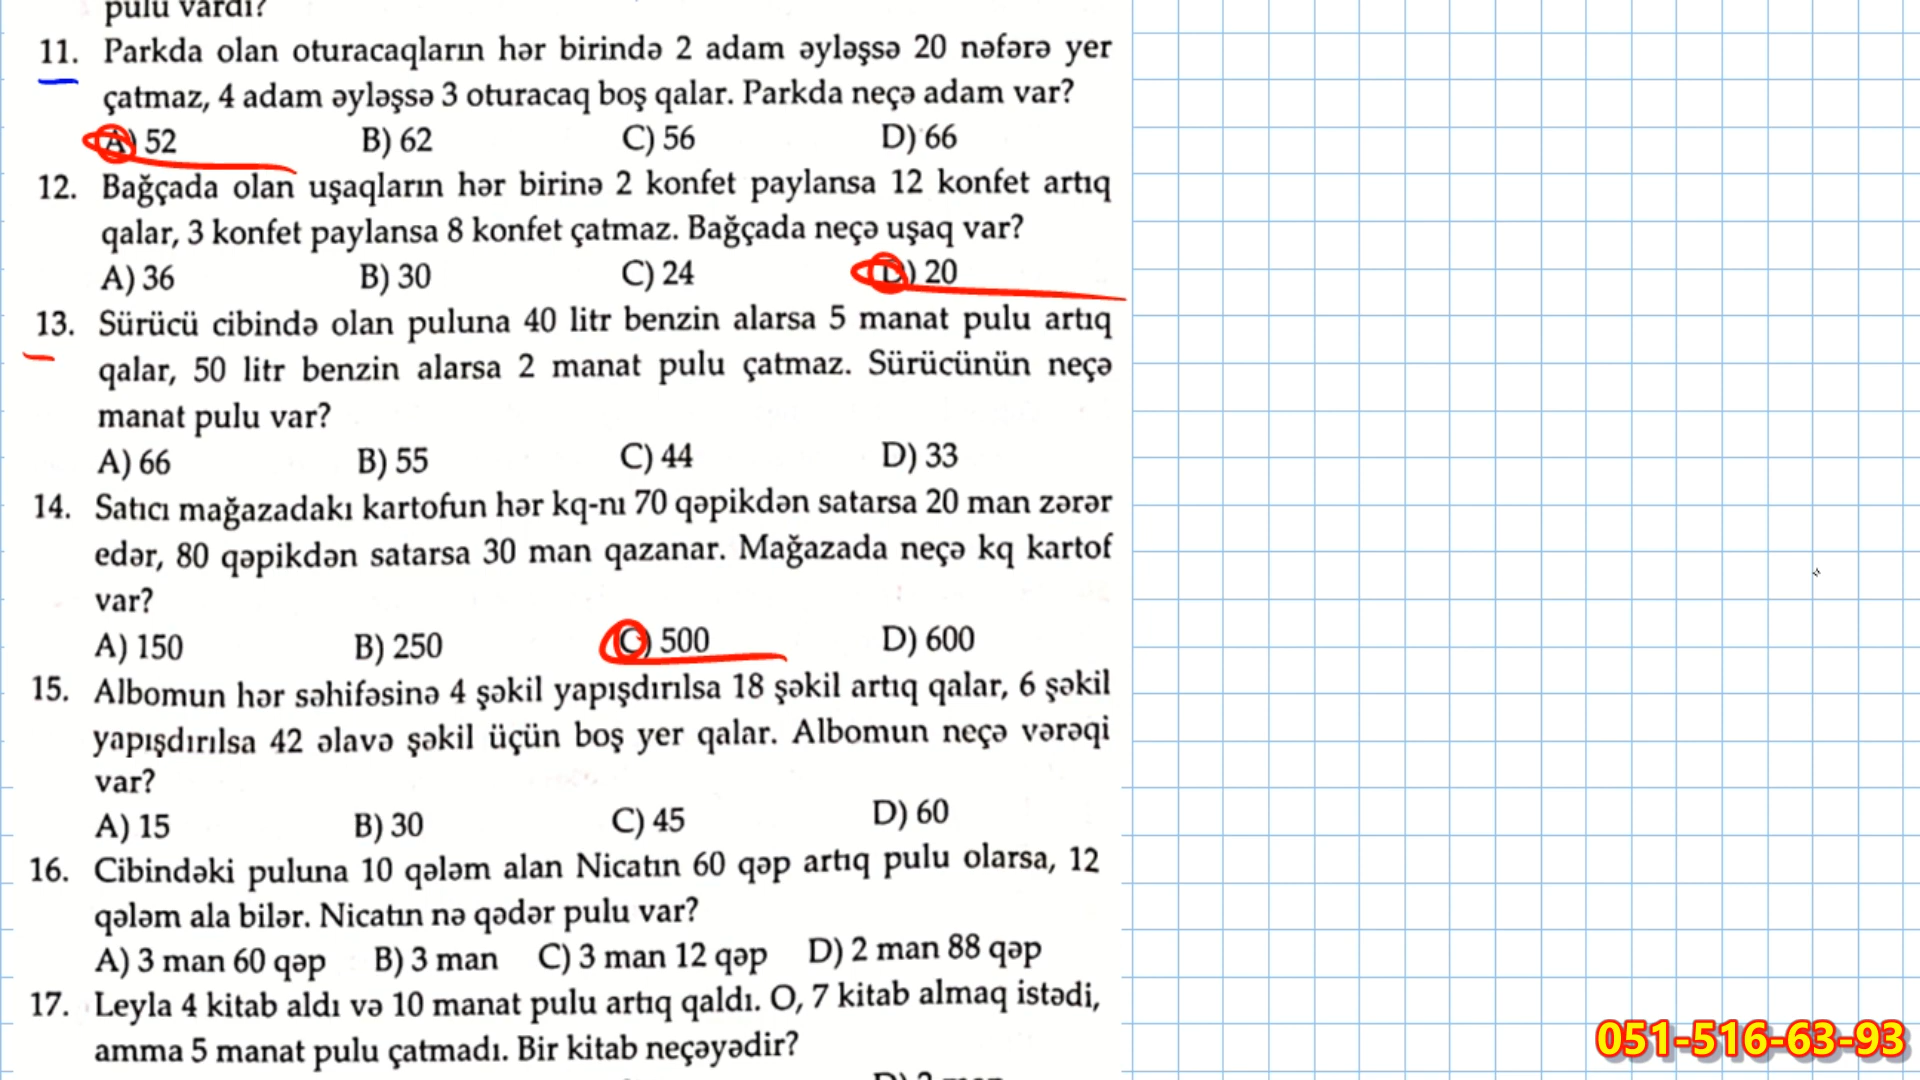 pulu vardı?
11. Parkda olan oturacaqların hər birində 2 adam əyləşsə 20 nəfərə yer
çatmaz, 4 adam əyləşsə 3 oturacaq boş qalar. Parkda neçə adam var?
A) 52 B) 62 C) 56 D) 66
12. Bağçada olan uşaqların hər birinə 2 konfet paylansa 12 konfet artıq
qalar, 3 konfet paylansa 8 konfet çatmaz. Bağçada neçə uşaq var?
A) 36 B) 30 C) 24 D) 20
13. Sürücü cibində olan puluna 40 litr benzin alarsa 5 manat pulu artıq
qalar, 50 litr benzin alarsa 2 manat pulu çatmaz. Sürücünün neçə
manat pulu var?
A) 66 B) 55 C) 44 D) 33
14. Satıcı mağazadakı kartofun hər kq-nı 70 qəpikdən satarsa 20 man zərər
edər, 80 qəpikdən satarsa 30 man qazanar. Mağazada neçə kq kartof
var?
A) 150 B) 250 C) 500 D) 600
15. Albomun hər səhifəsinə 4 şəkil yapışdırılsa 18 şəkil artıq qalar, 6 şəkil
yapışdırılsa 42 əlavə şəkil üçün boş yer qalar. Albomun neçə vərəqi
var?
A) 15 B) 30 C) 45 D) 60
16. Cibindəki puluna 10 qələm alan Nicatın 60 qəp artıq pulu olarsa, 12
qələm ala bilər. Nicatın nə qədər pulu var?
A) 3 man 60 qəp B) 3 man C) 3 man 12 qəp D) 2 man 88 qəp
17. Leyla 4 kitab aldı və 10 manat pulu artıq qaldı. O, 7 kitab almaq istədi,
amma 5 manat pulu çatmadı. Bir kitab neçəyədir?
051-516-63-93